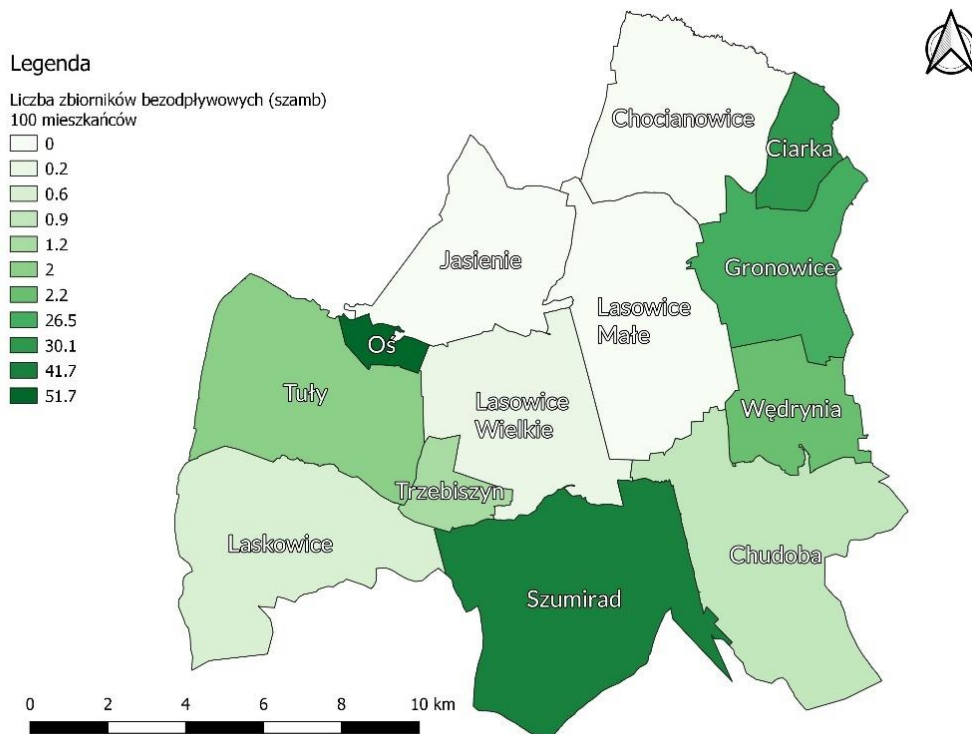 Legenda
Liczba zbiorników bezodpływowych (szamb)
100 mieszkańców
0
0.2
0.6
0.9
1.2
2
2.2
26.5
30.1
41.7
51.7
Chocianowice
Ciarka
Jasienie
Gronowice
Lasowice
Małe
Oś
Tuły
Lasowice
Wielkie
Wędrynia
Trzebiszyn
Laskowice
Chudoba
Szumirad
0 2 4 6 8 10 km